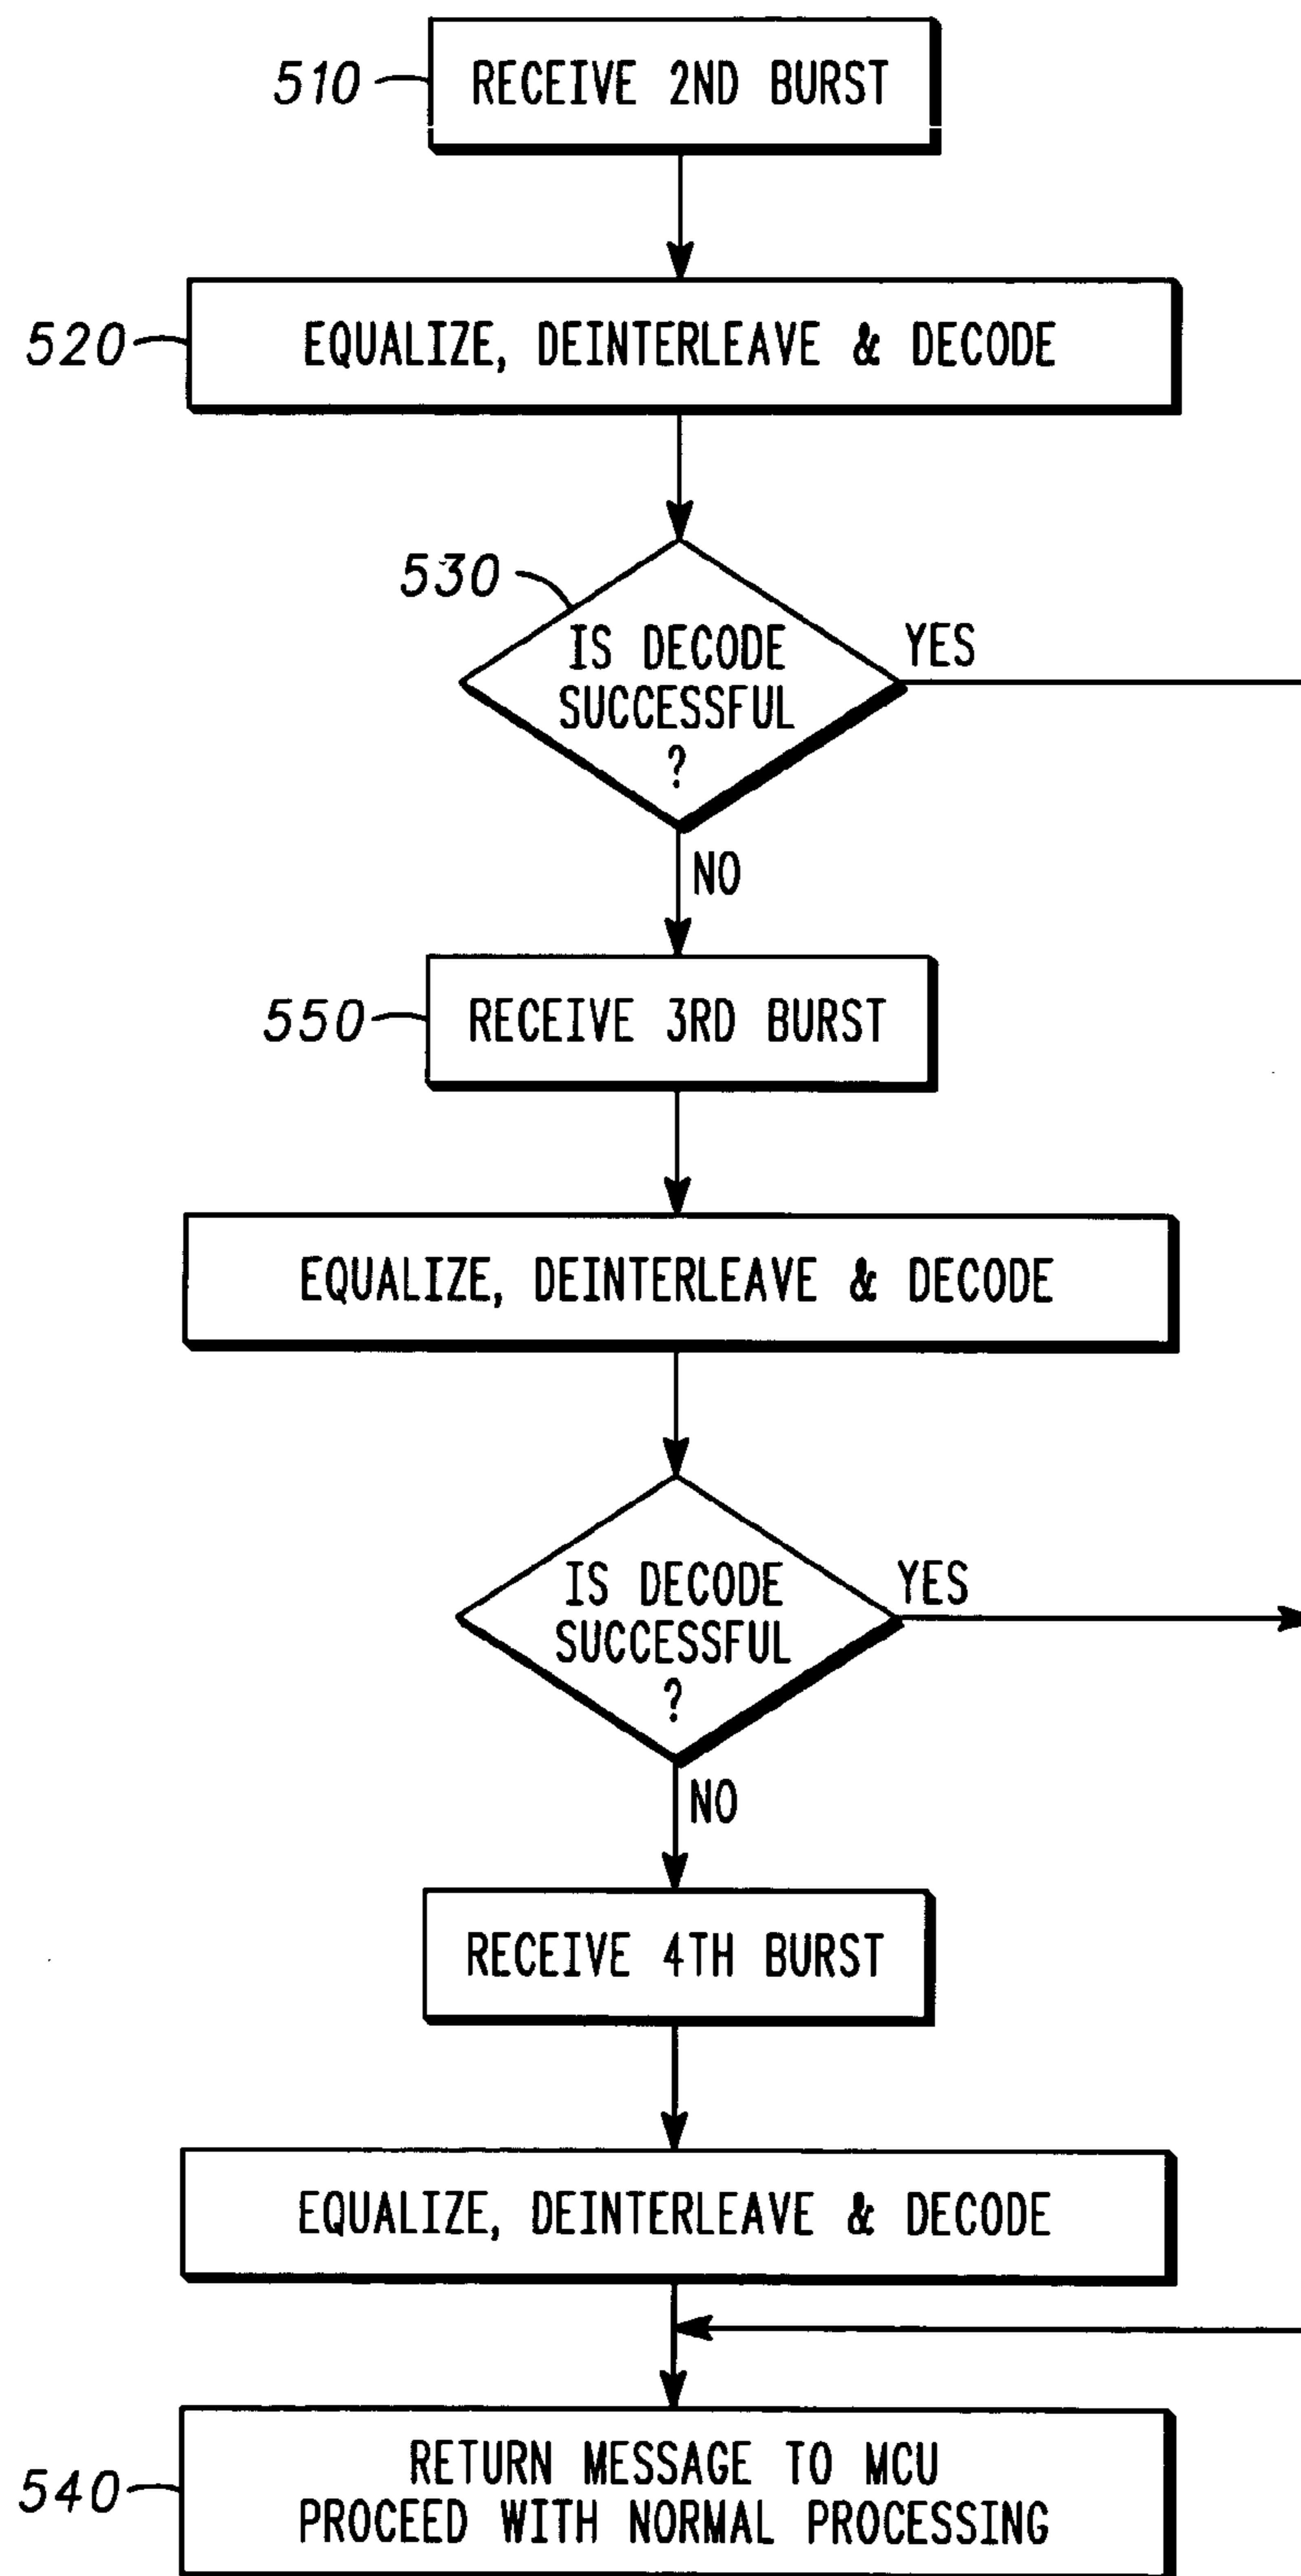 510
RECEIVE 2ND BURST
520
EQUALIZE, DEINTERLEAVE & DECODE
530
IS DECODE
SUCCESSFUL
?
YES
NO
550
RECEIVE 3RD BURST
EQUALIZE, DEINTERLEAVE & DECODE
IS DECODE
SUCCESSFUL
?
YES
NO
RECEIVE 4TH BURST
EQUALIZE, DEINTERLEAVE & DECODE
540
RETURN MESSAGE TO MCU
PROCEED WITH NORMAL PROCESSING